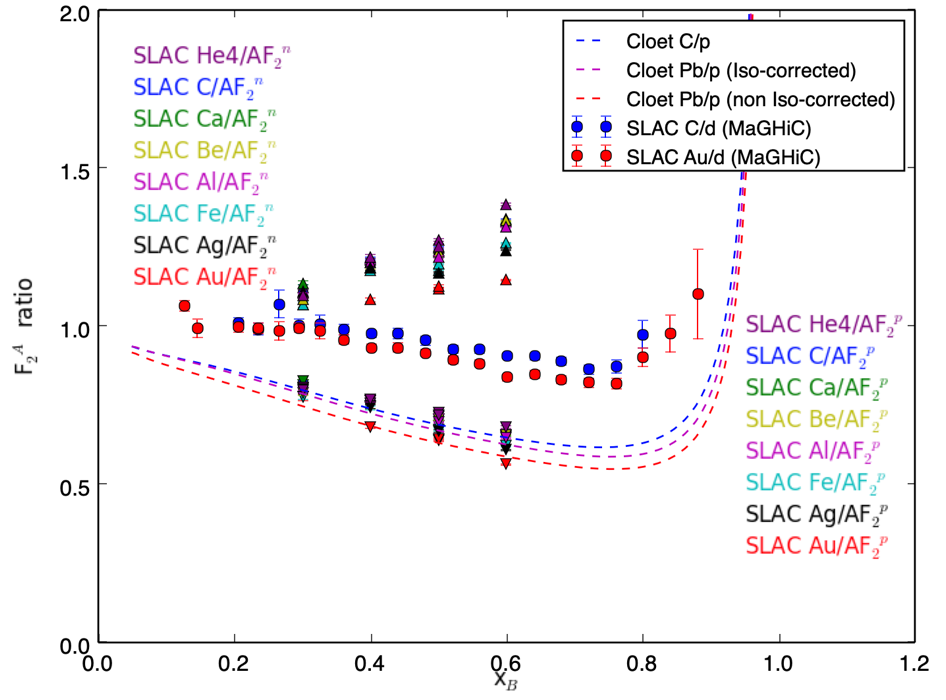 2.0
1.5
1.0
0.5
0.0
F₂ᴬ ratio
SLAC He4/AF₂ⁿ
SLAC C/AF₂ⁿ
SLAC Ca/AF₂ⁿ
SLAC Be/AF₂ⁿ
SLAC Al/AF₂ⁿ
SLAC Fe/AF₂ⁿ
SLAC Ag/AF₂ⁿ
SLAC Au/AF₂ⁿ
Cloet C/p
Cloet Pb/p (Iso-corrected)
Cloet Pb/p (non Iso-corrected)
SLAC C/d (MaGHiC)
SLAC Au/d (MaGHiC)
SLAC He4/AF₂ᵖ
SLAC C/AF₂ᵖ
SLAC Ca/AF₂ᵖ
SLAC Be/AF₂ᵖ
SLAC Al/AF₂ᵖ
SLAC Fe/AF₂ᵖ
SLAC Ag/AF₂ᵖ
SLAC Au/AF₂ᵖ
0.0 0.2 0.4 0.6 0.8 1.0 1.2
x_B